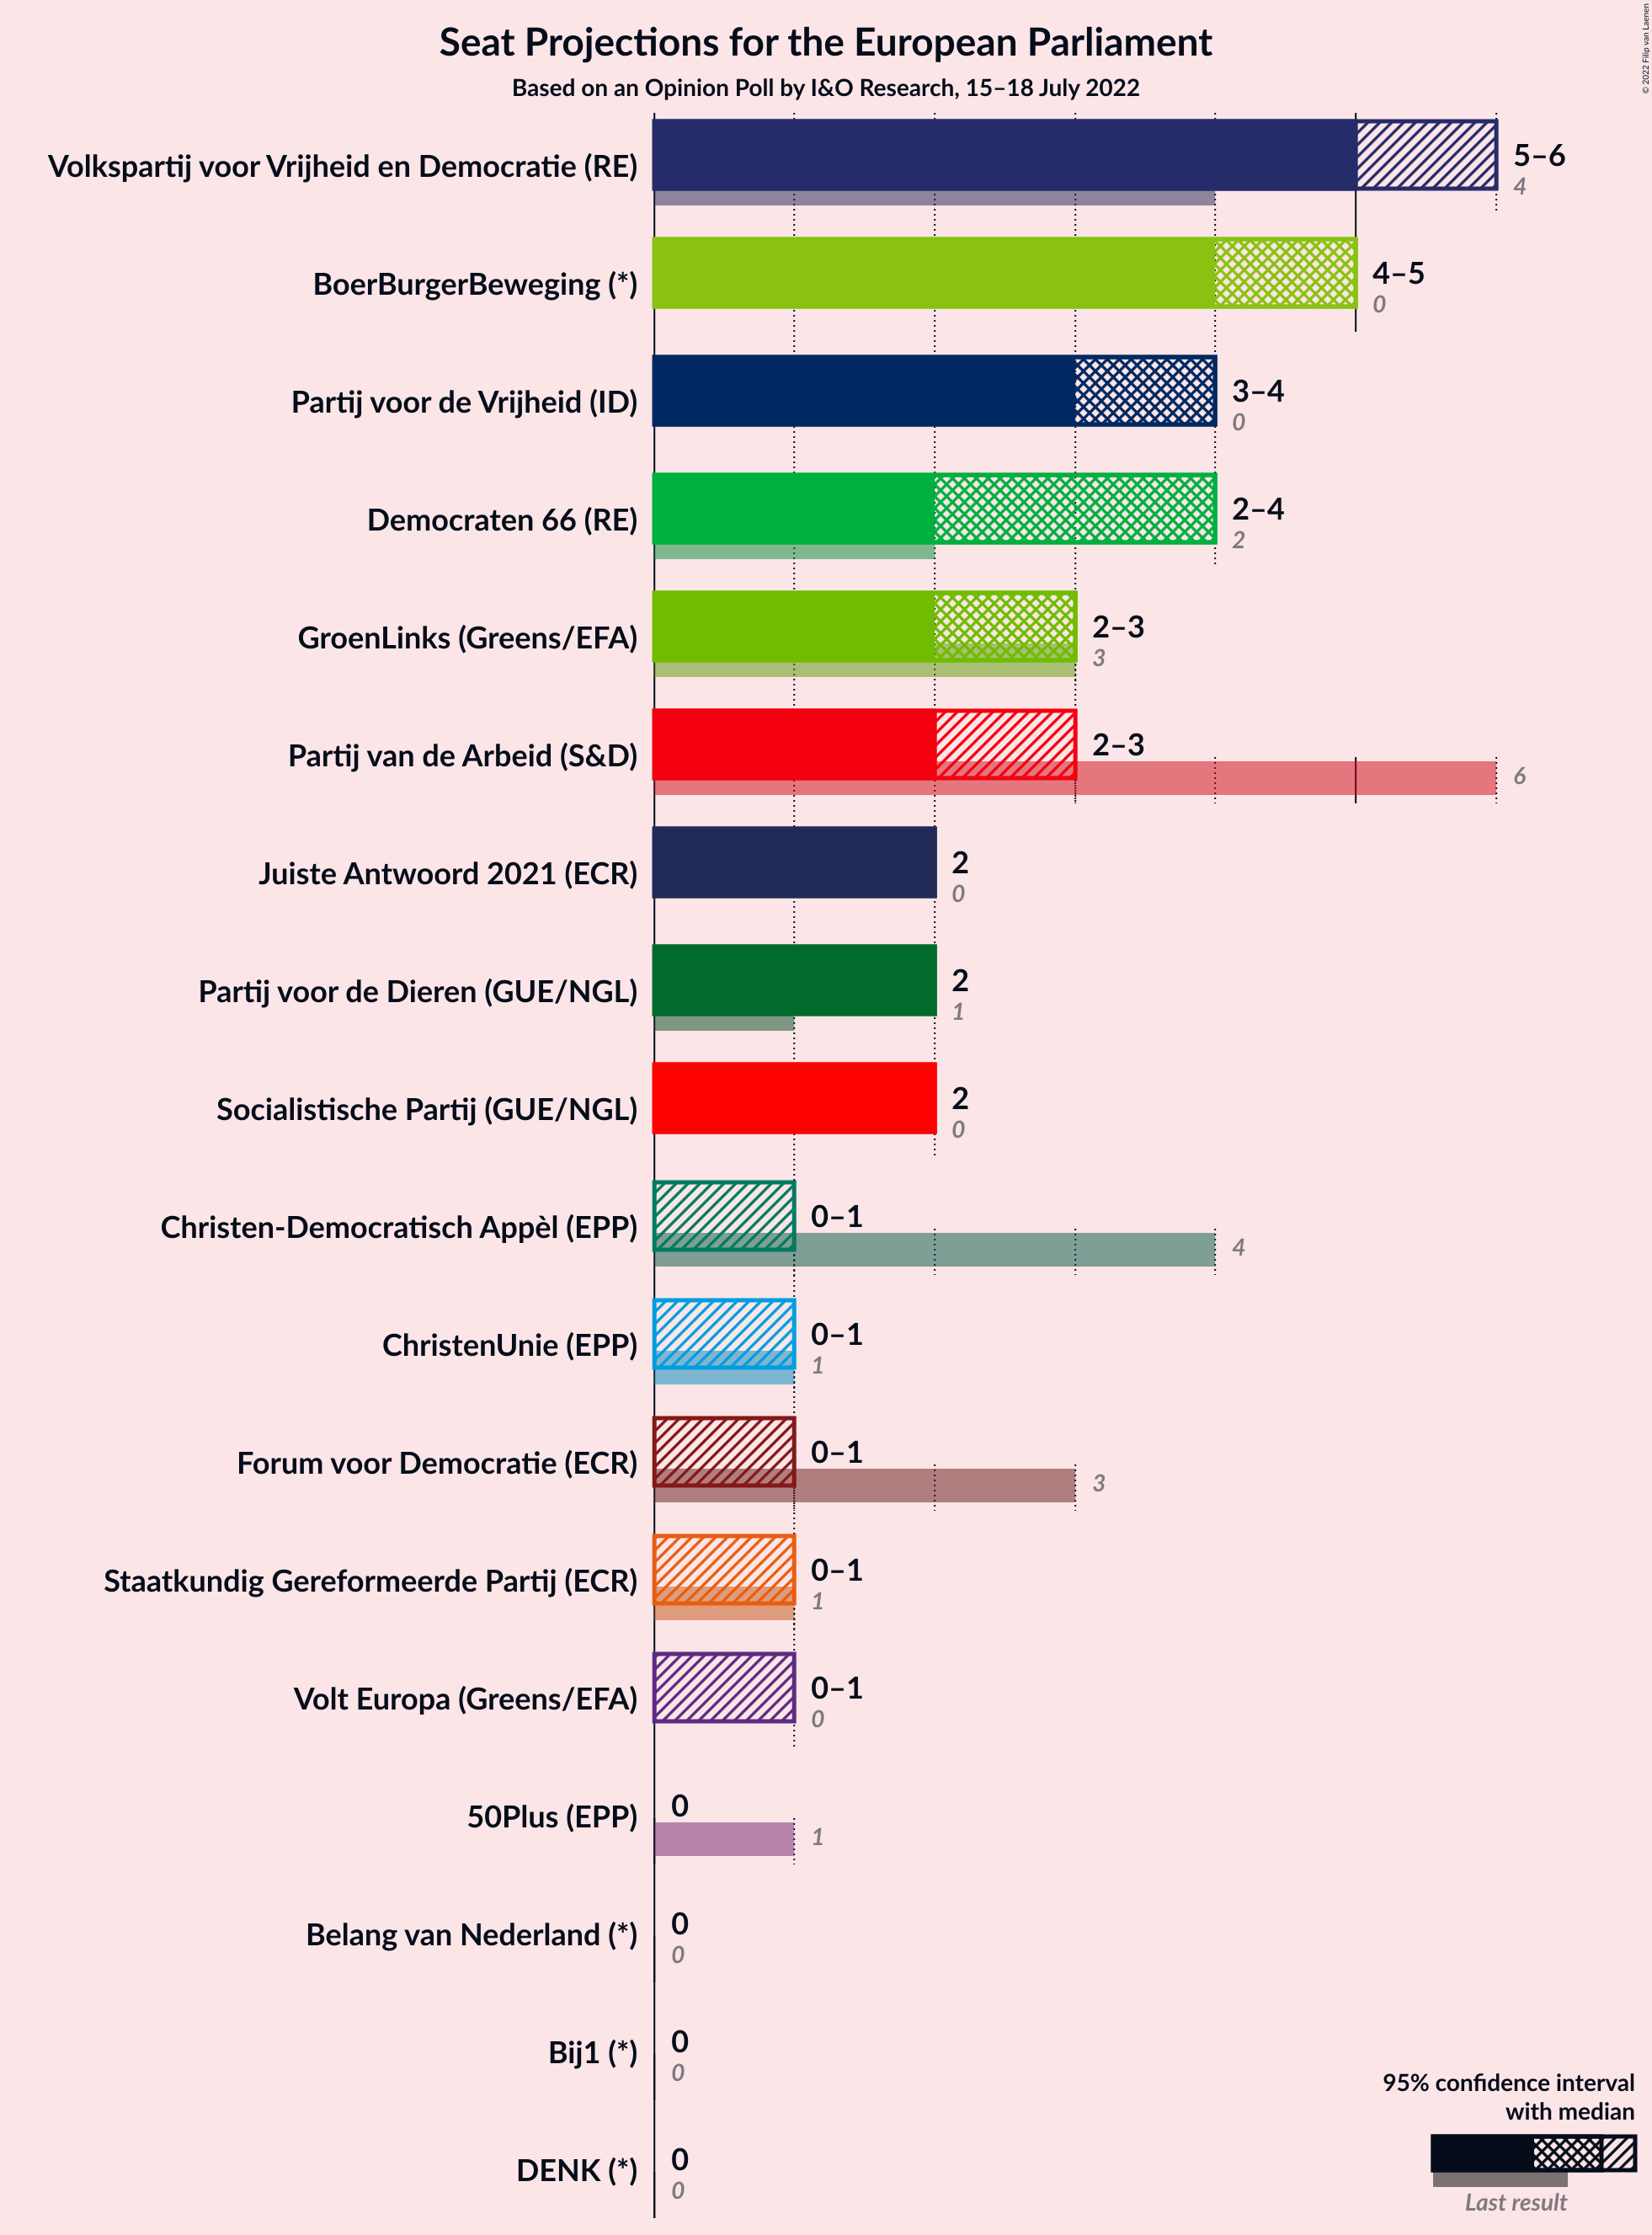 Seat Projections for the European Parliament
Based on an Opinion Poll by I&O Research, 15–18 July 2022
© 2022 Filip van Laenen
Volkspartij voor Vrijheid en Democratie (RE)
5–6
4
BoerBurgerBeweging (*)
4–5
0
Partij voor de Vrijheid (ID)
3–4
0
Democraten 66 (RE)
2–4
2
GroenLinks (Greens/EFA)
2–3
3
Partij van de Arbeid (S&D)
2–3
6
Juiste Antwoord 2021 (ECR)
2
0
Partij voor de Dieren (GUE/NGL)
2
1
Socialistische Partij (GUE/NGL)
2
0
Christen-Democratisch Appèl (EPP)
0–1
4
ChristenUnie (EPP)
0–1
1
Forum voor Democratie (ECR)
0–1
3
Staatkundig Gereformeerde Partij (ECR)
0–1
1
Volt Europa (Greens/EFA)
0–1
0
50Plus (EPP)
0
1
Belang van Nederland (*)
0
0
Bij1 (*)
0
0
DENK (*)
0
0
95% confidence interval
with median
Last result